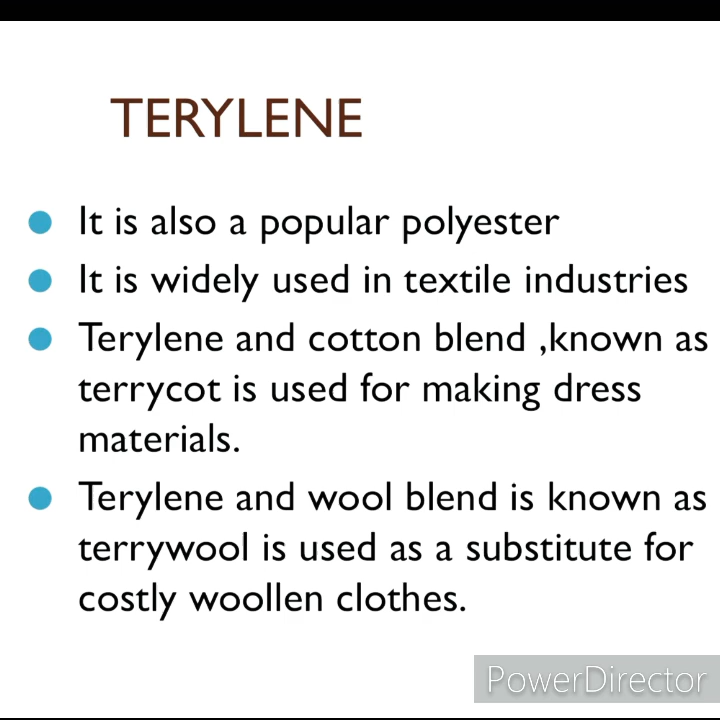 TERYLENE
It is also a popular polyester
It is widely used in textile industries
Terylene and cotton blend ,known as
terrycot is used for making dress
materials.
Terylene and wool blend is known as
terrywool is used as a substitute for
costly woollen clothes.
PowerDirector